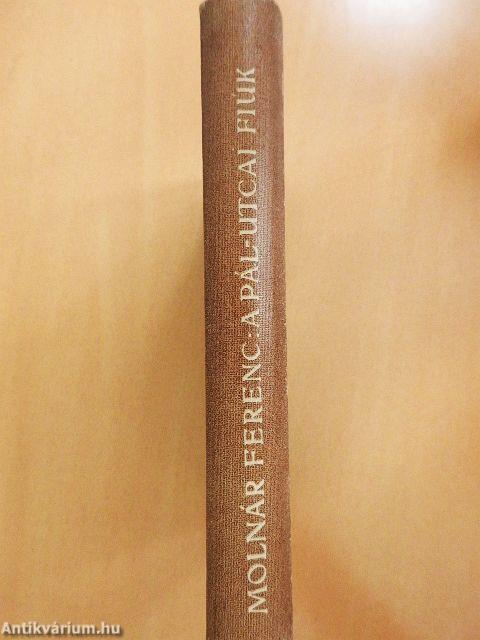 MOLNÁR FERENC: A PÁL-UTCAI FIÚK
Antikvárium.hu